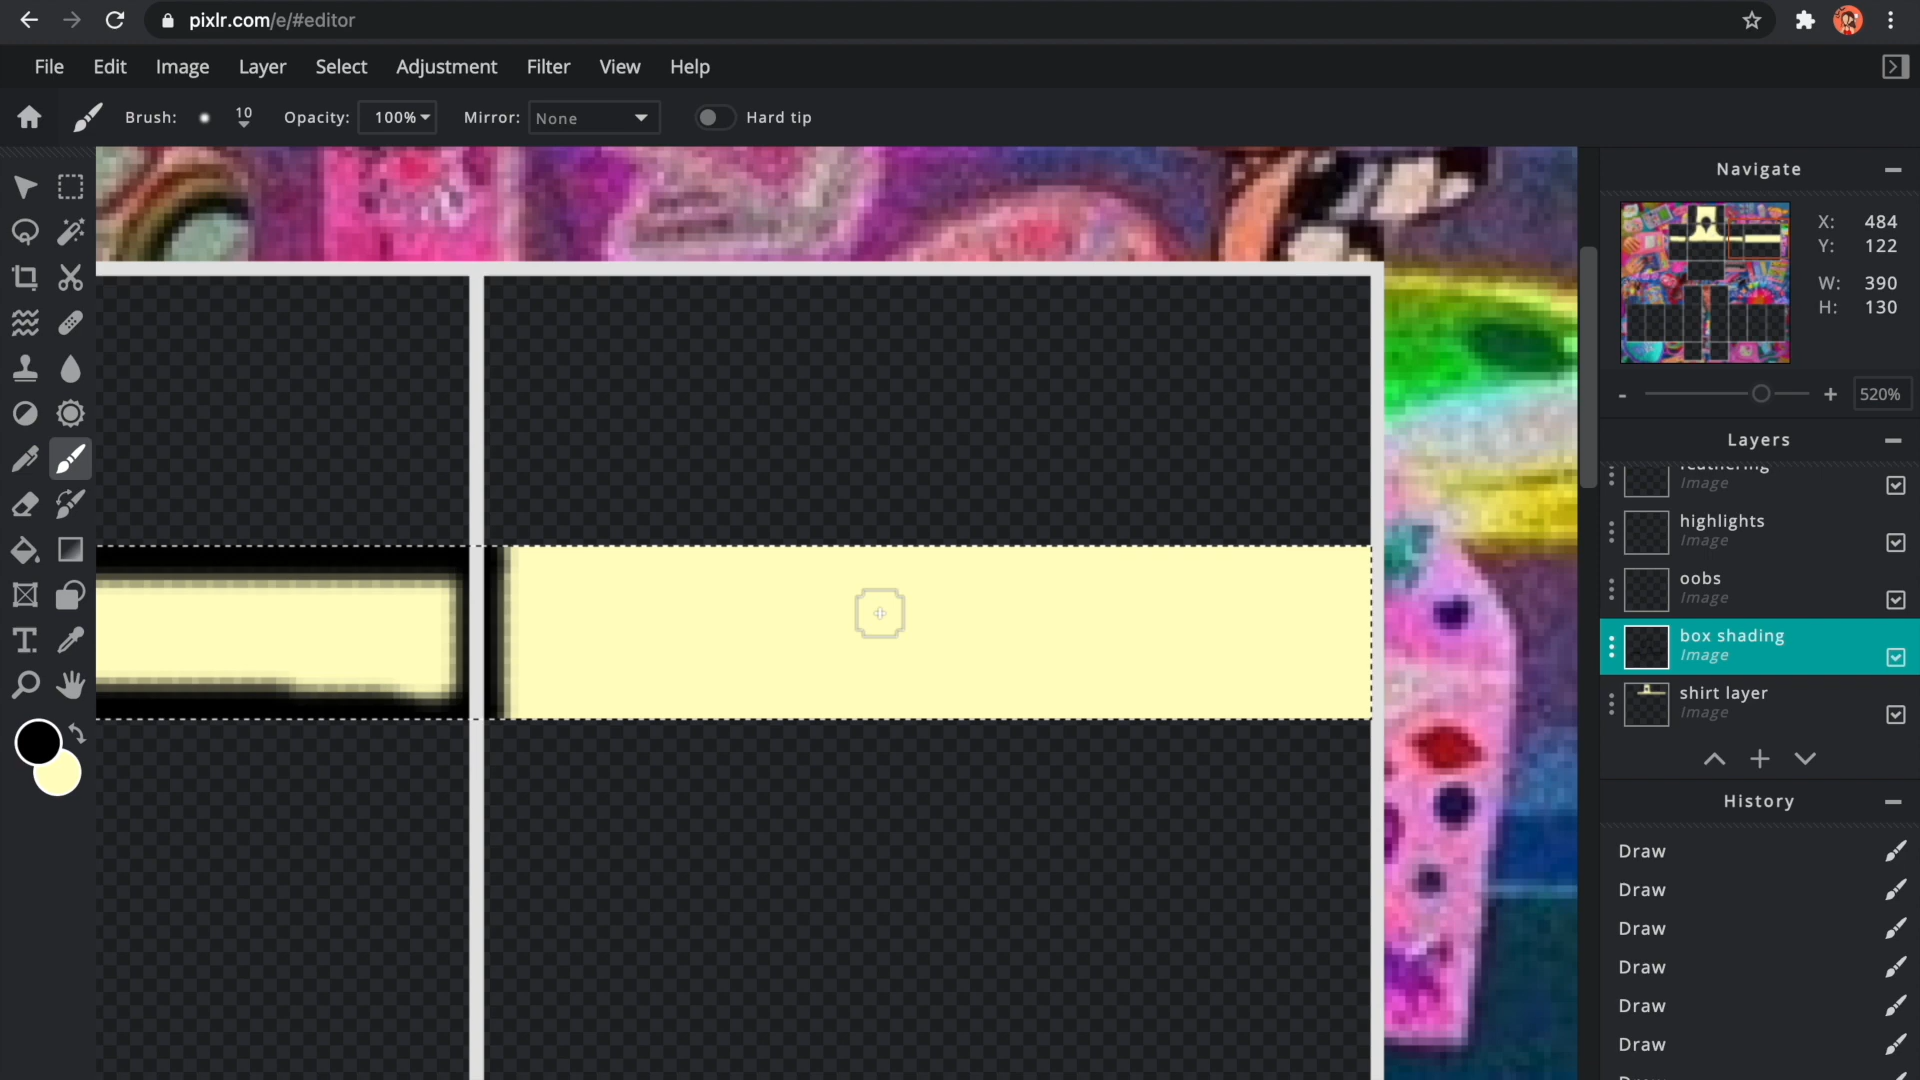 pixlr.com/e/#editor
File Edit Image Layer Select Adjustment Filter View Help
Brush: 10 Opacity: 100% Mirror: None Hard tip
Navigate
X: 484
Y: 122
W: 390
H: 130
- + 520%
Layers
feathering
Image
highlights
Image
oobs
Image
box shading
Image
shirt layer
Image
History
Draw
Draw
Draw
Draw
Draw
Draw